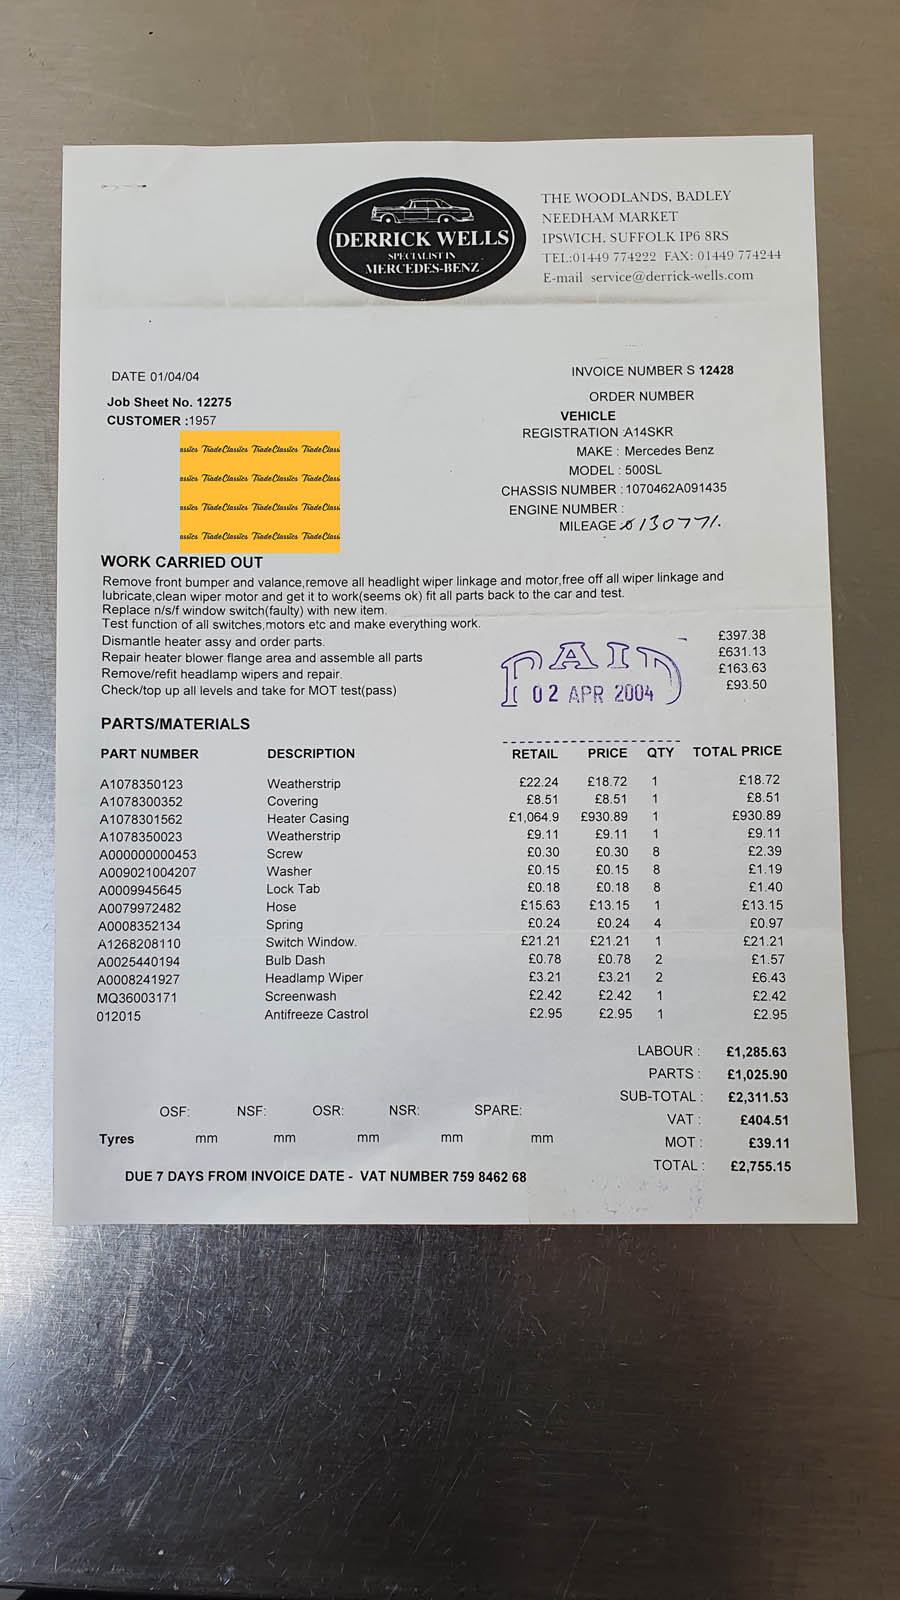 DERRICK WELLS
SPECIALIST IN
MERCEDES-BENZ
THE WOODLANDS, BADLEY
NEEDHAM MARKET
IPSWICH, SUFFOLK IP6 8RS
TEL:01449 774222 FAX: 01449 774244
E-mail service@derrick-wells.com
DATE 01/04/04
INVOICE NUMBER S 12428
ORDER NUMBER
Job Sheet No. 12275
CUSTOMER :1957
VEHICLE
REGISTRATION :A14SKR
MAKE : Mercedes Benz
MODEL : 500SL
CHASSIS NUMBER : 1070462A091435
ENGINE NUMBER :
MILEAGE
assics TradeClassics TradeClassics TradeClassi
assics TradeClassics TradeClassics TradeClassi
assics TradeClassics TradeClassics TradeClassi
assics TradeClassics TradeClassics TradeClassi
WORK CARRIED OUT
Remove front bumper and valance,remove all headlight wiper linkage and motor,free off all wiper linkage and
lubricate,clean wiper motor and get it to work(seems ok) fit all parts back to the car and test.
Replace n/s/f window switch(faulty) with new item.
Test function of all switches,motors etc and make everything work. £397.38
Dismantle heater assy and order parts. £631.13
Repair heater blower flange area and assemble all parts £163.63
Remove/refit headlamp wipers and repair. £93.50
Check/top up all levels and take for MOT test(pass)
PAID
02 APR 2004
PARTS/MATERIALS
PART NUMBER DESCRIPTION RETAIL PRICE QTY TOTAL PRICE
A1078350123 Weatherstrip £22.24 £18.72 1 £18.72
A1078300352 Covering £8.51 £8.51 1 £8.51
A1078301562 Heater Casing £1,064.9 £930.89 1 £930.89
A1078350023 Weatherstrip £9.11 £9.11 1 £9.11
A000000000453 Screw £0.30 £0.30 8 £2.39
A009021004207 Washer £0.15 £0.15 8 £1.19
A0009945645 Lock Tab £0.18 £0.18 8 £1.40
A0079972482 Hose £15.63 £13.15 1 £13.15
A0008352134 Spring £0.24 £0.24 4 £0.97
A1268208110 Switch Window. £21.21 £21.21 1 £21.21
A0025440194 Bulb Dash £0.78 £0.78 2 £1.57
A0008241927 Headlamp Wiper £3.21 £3.21 2 £6.43
MQ36003171 Screenwash £2.42 £2.42 1 £2.42
012015 Antifreeze Castrol £2.95 £2.95 1 £2.95
LABOUR : £1,285.63
PARTS : £1,025.90
SUB-TOTAL : £2,311.53
VAT : £404.51
MOT : £39.11
TOTAL : £2,755.15
OSF: NSF: OSR: NSR: SPARE:
Tyres mm mm mm mm mm
DUE 7 DAYS FROM INVOICE DATE - VAT NUMBER 759 8462 68